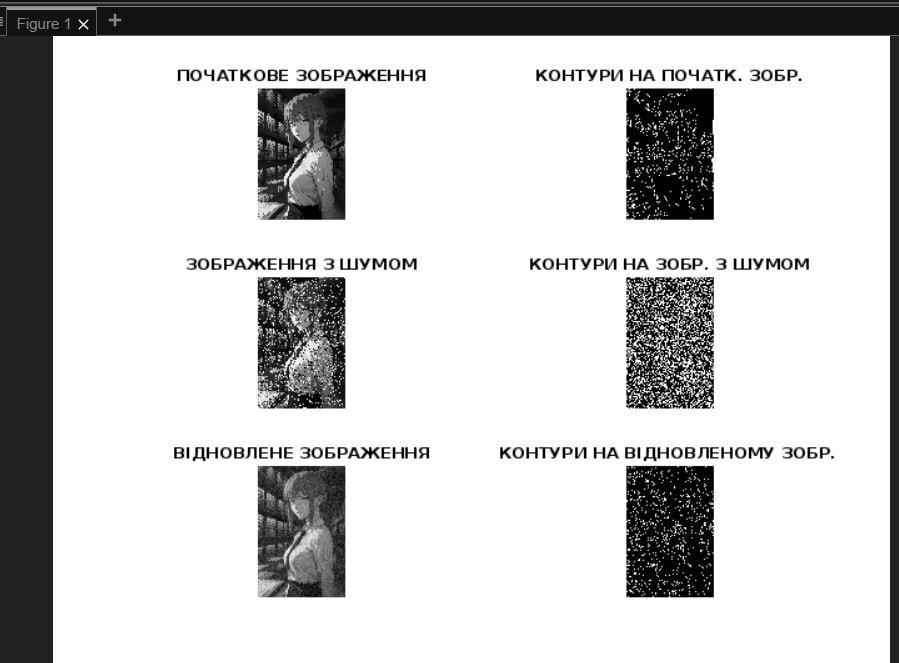 Figure 1
ПОЧАТКОВЕ ЗОБРАЖЕННЯ
КОНТУРИ НА ПОЧАТК. ЗОБР.
ЗОБРАЖЕННЯ З ШУМОМ
КОНТУРИ НА ЗОБР. З ШУМОМ
ВІДНОВЛЕНЕ ЗОБРАЖЕННЯ
КОНТУРИ НА ВІДНОВЛЕНОМУ ЗОБР.